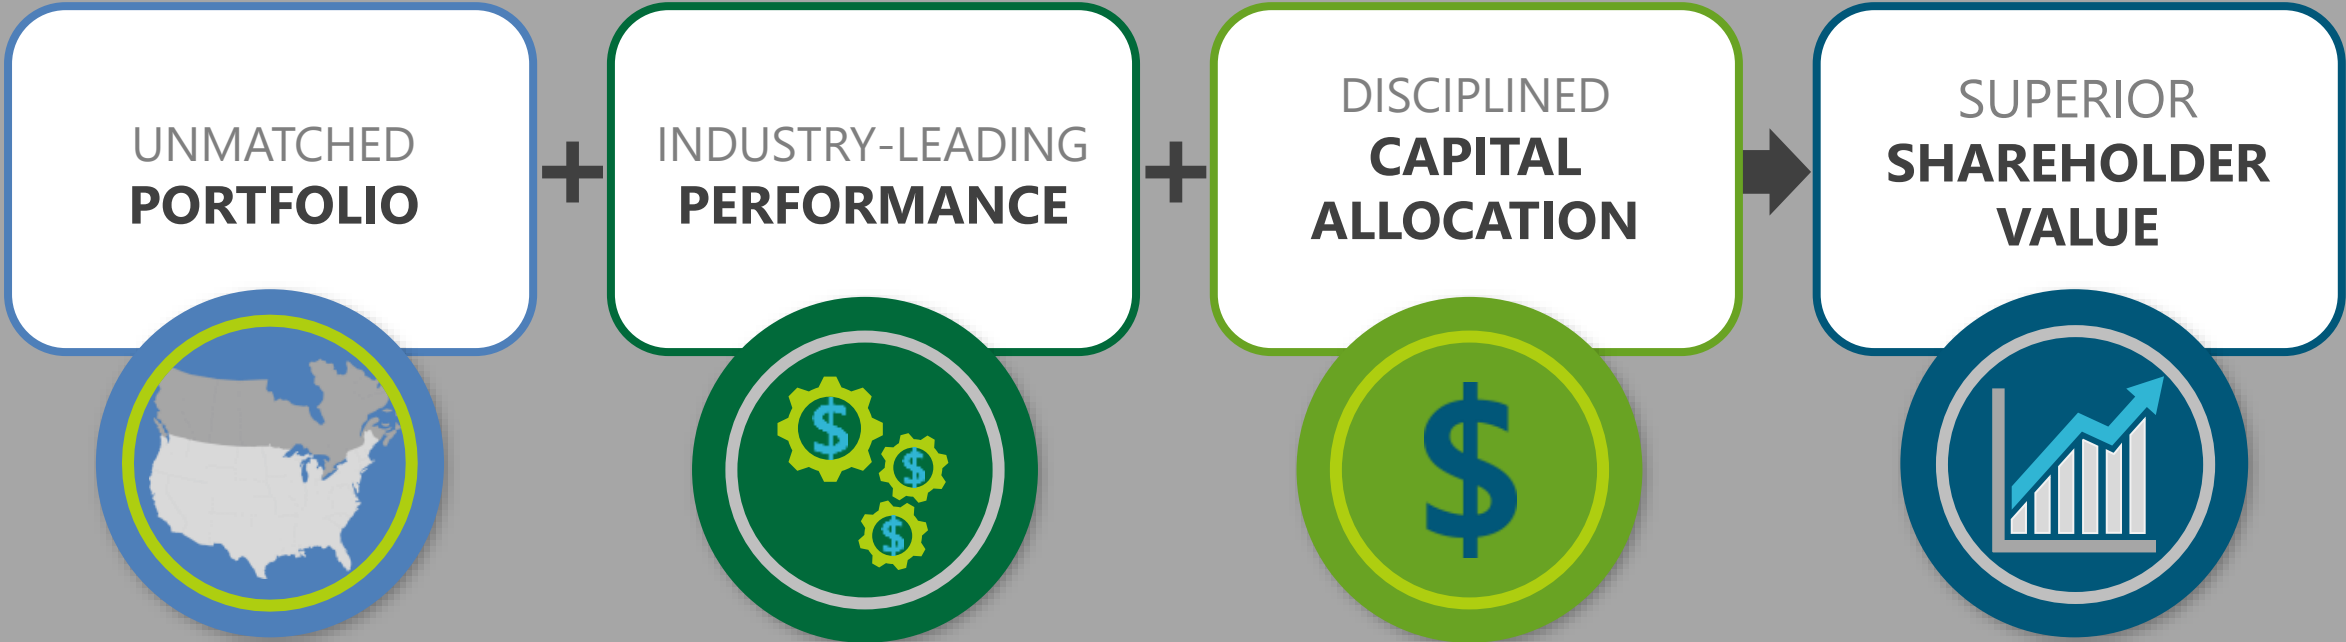 UNMATCHED
PORTFOLIO
+
INDUSTRY-LEADING
PERFORMANCE
+
DISCIPLINED
CAPITAL
ALLOCATION
SUPERIOR
SHAREHOLDER
VALUE
$
$
$
$